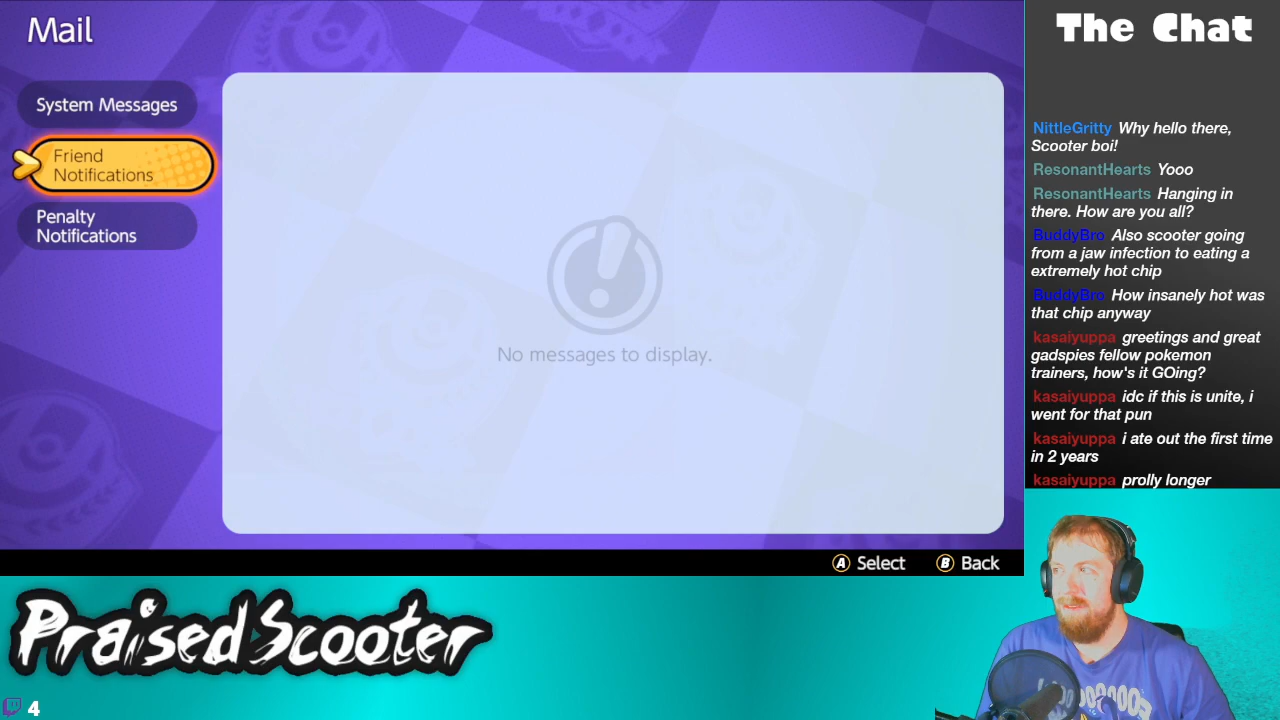 Mail
System Messages
Friend
Notifications
Penalty
Notifications
No messages to display.
A Select
B Back
The Chat
NittleGritty Why hello there,
Scooter boi!
ResonantHearts Yooo
ResonantHearts Hanging in
there. How are you all?
BuddyBro Also scooter going
from a jaw infection to eating a
extremely hot chip
BuddyBro How insanely hot was
that chip anyway
kasaiyuppa greetings and great
gadspies fellow pokemon
trainers, how's it GOing?
kasaiyuppa idc if this is unite, i
went for that pun
kasaiyuppa i ate out the first time
in 2 years
kasaiyuppa prolly longer
PraisedScooter
4